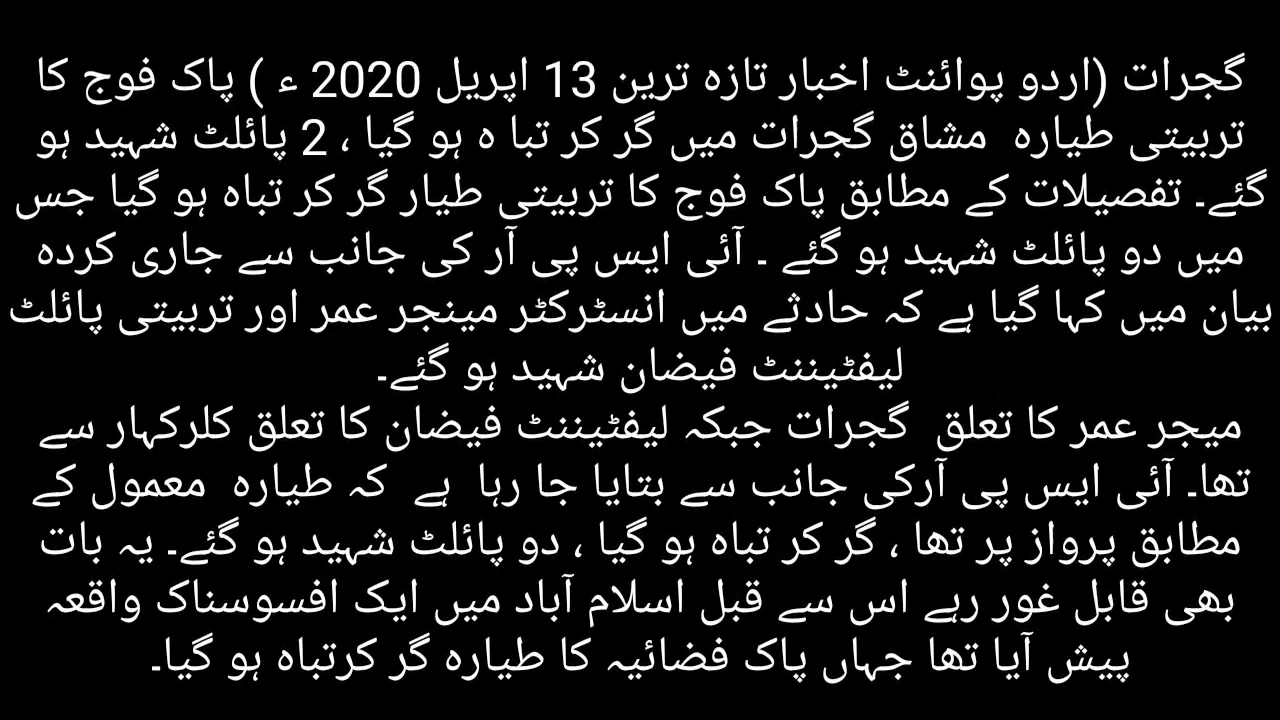 گجرات (اردو پوائنٹ اخبار تازہ ترین 13 اپریل 2020 ء ) پاک فوج کا
تربیتی طیارہ مشاق گجرات میں گر کر تبا ہ ہو گیا ، 2 پائلٹ شہید ہو
گئے۔ تفصیلات کے مطابق پاک فوج کا تربیتی طیار گر کر تباہ ہو گیا جس
میں دو پائلٹ شہید ہو گئے ۔ آئی ایس پی آر کی جانب سے جاری کردہ
بیان میں کہا گیا ہے کہ حادثے میں انسٹرکٹر مینجر عمر اور تربیتی پائلٹ
لیفٹیننٹ فیضان شہید ہو گئے۔
میجر عمر کا تعلق گجرات جبکہ لیفٹیننٹ فیضان کا تعلق کلرکہار سے
تھا۔ آئی ایس پی آرکی جانب سے بتایا جا رہا ہے کہ طیارہ معمول کے
مطابق پرواز پر تھا ، گر کر تباہ ہو گیا ، دو پائلٹ شہید ہو گئے۔ یہ بات
بھی قابل غور رہے اس سے قبل اسلام آباد میں ایک افسوسناک واقعہ
پیش آیا تھا جہاں پاک فضائیہ کا طیارہ گر کرتباہ ہو گیا۔